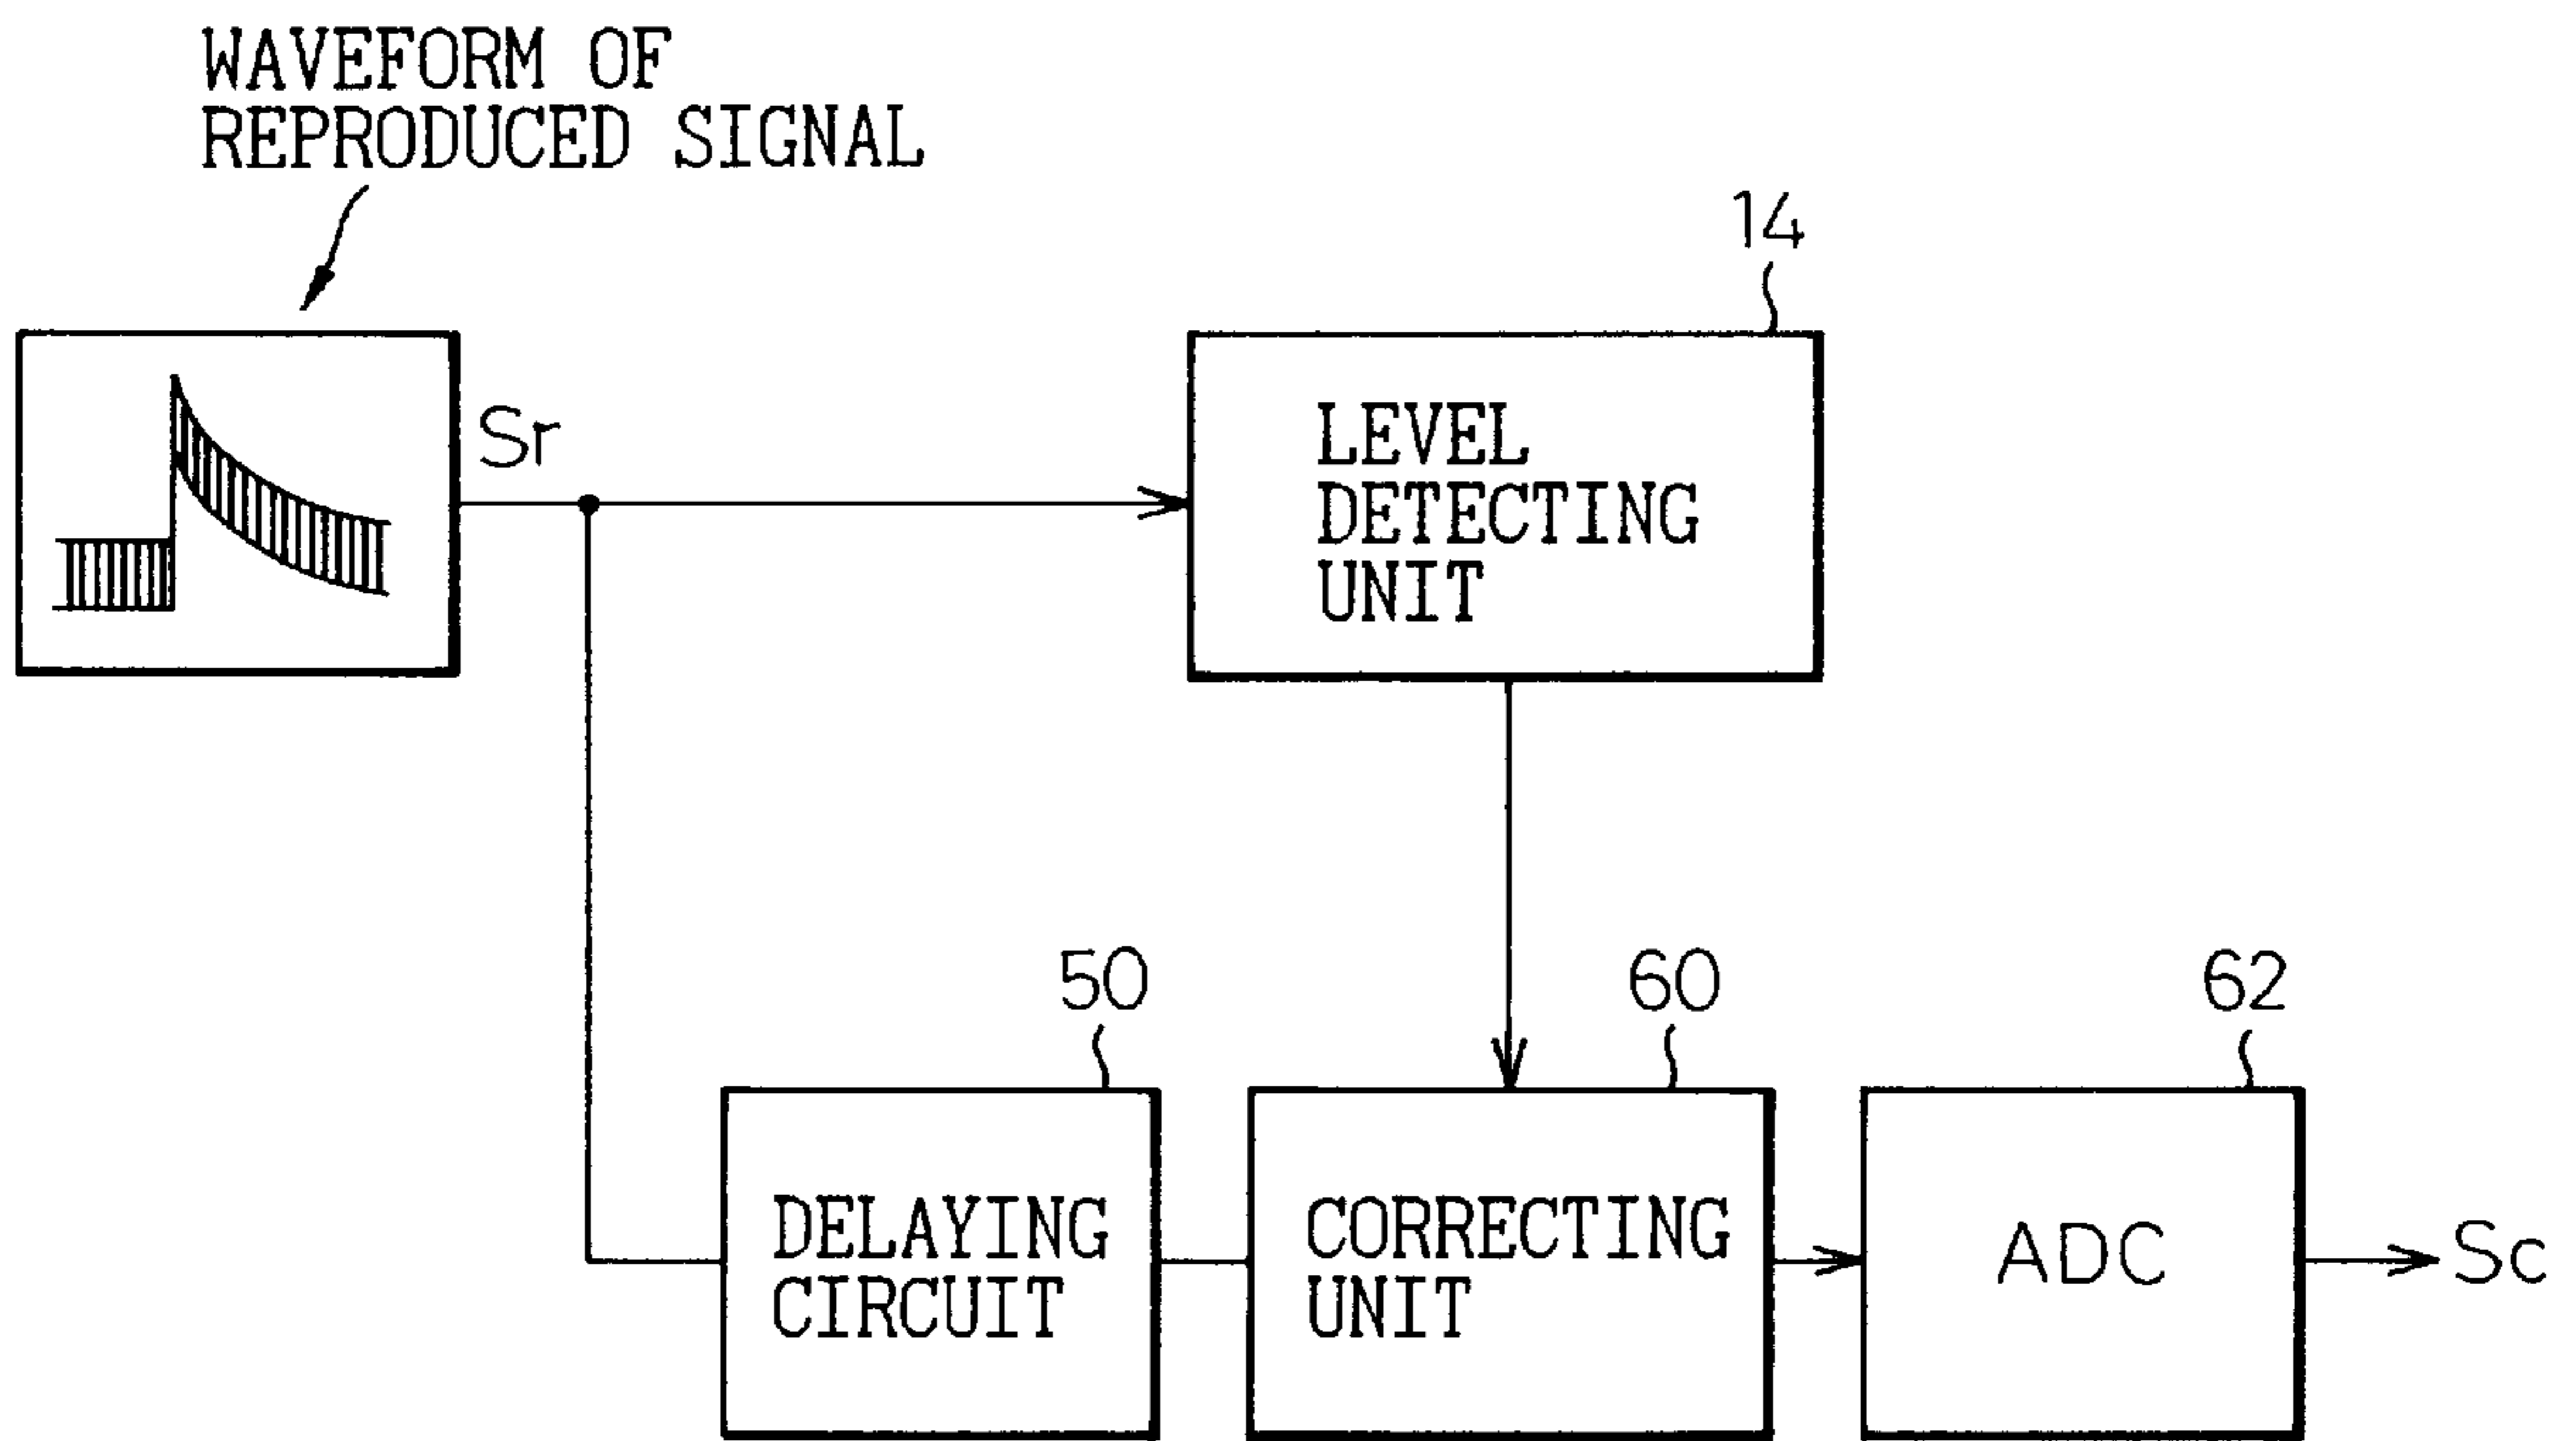 WAVEFORM OF
REPRODUCED SIGNAL
14
Sr
LEVEL
DETECTING
UNIT
50
60
62
DELAYING
CIRCUIT
CORRECTING
UNIT
ADC
Sc